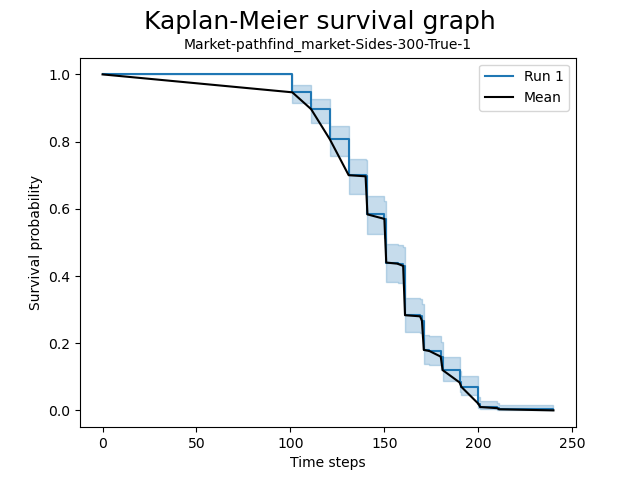 Kaplan-Meier survival graph
Market-pathfind_market-Sides-300-True-1
Run 1
Mean
1.0
0.8
0.6
0.4
0.2
0.0
Survival probability
0
50
100
150
200
250
Time steps